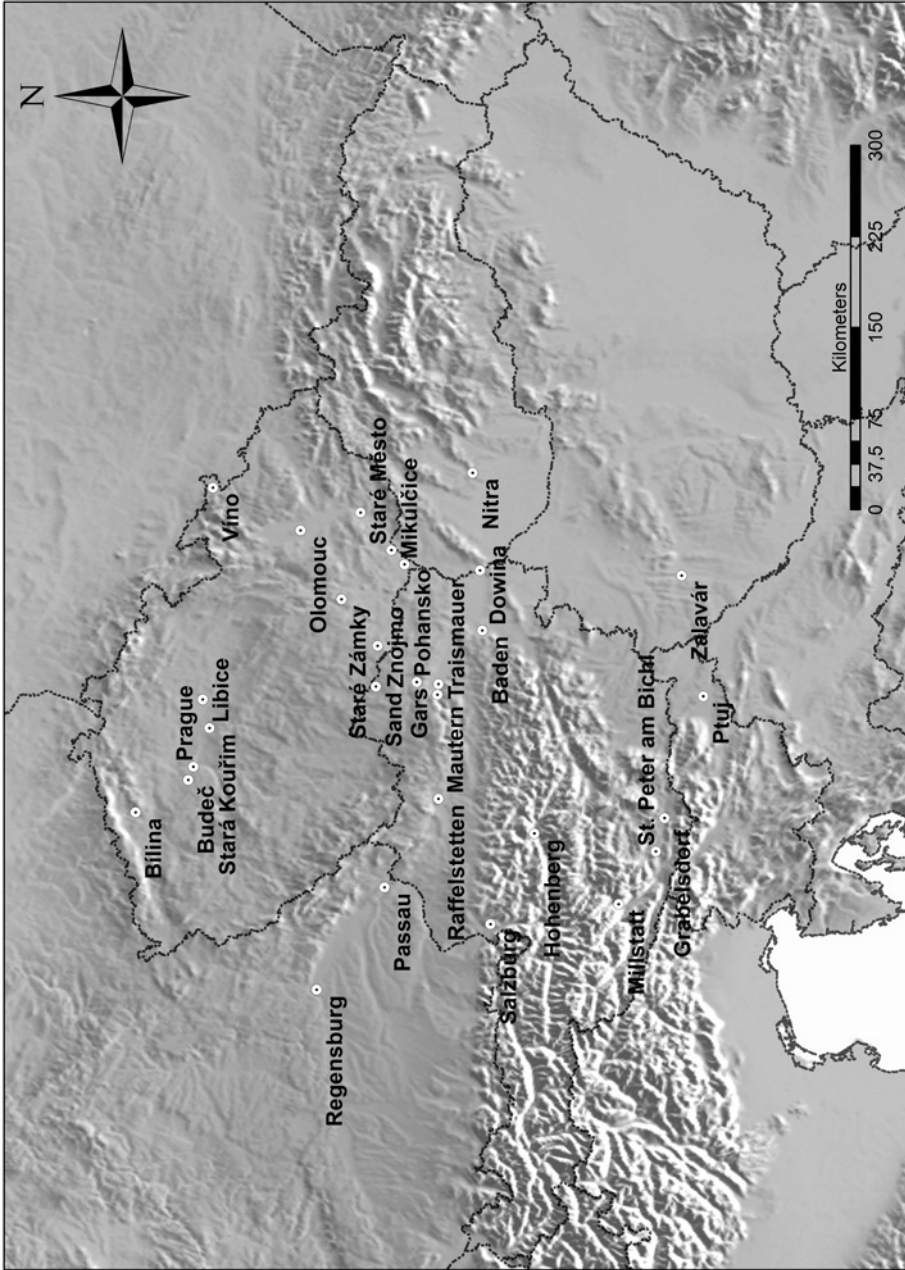 N
Bílina
Prague
Budeč
Stará Kouřim
Libice
Víno
Olomouc
Staré Zámky
Staré Město
Mikulčice
Sand
Znojmo
Gars
Pohansko
Regensburg
Passau
Raffelstetten
Mautern
Traismauer
Nitra
Baden
Dowina
Salzburg
Hohenberg
Millstatt
St. Peter am Bichl
Grabelsdorf
Zalavár
Ptuj
Kilometers
0 37,5 75 150 225 300